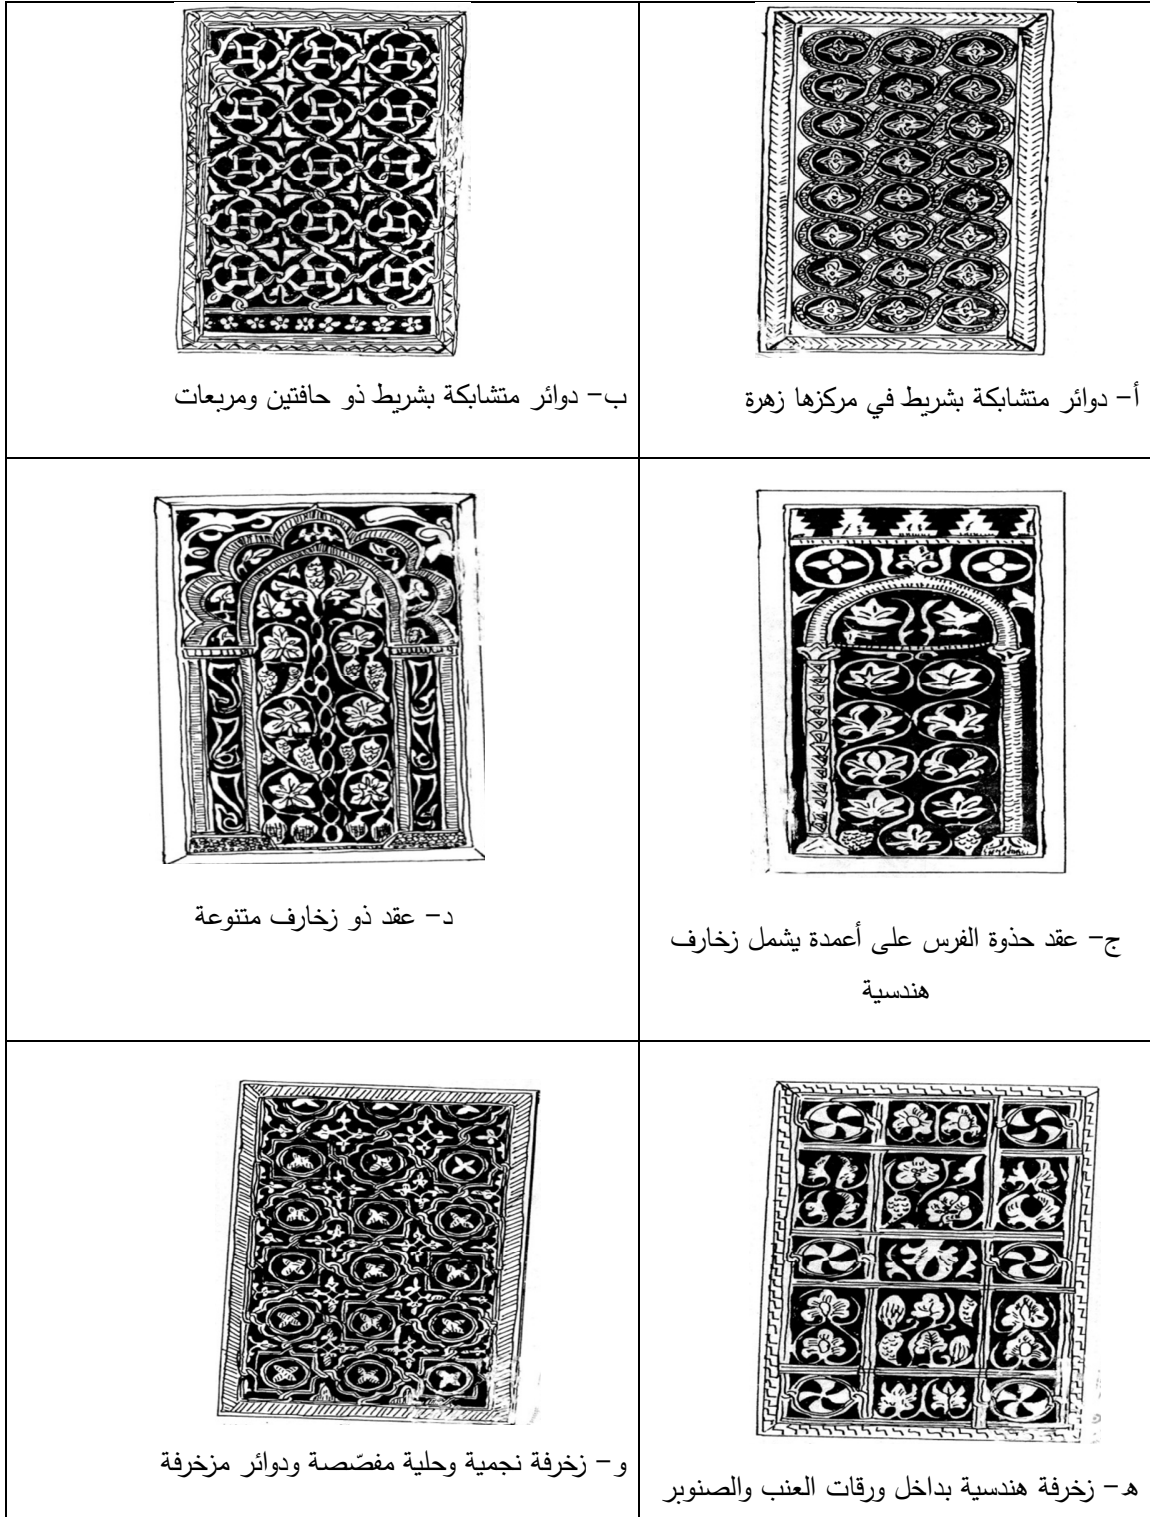 أ- دوائر متشابكة بشريط في مركزها زهرة
ب- دوائر متشابكة بشريط ذو حافتين ومربعات
ج- عقد حذوة الفرس على أعمدة يشمل زخارف
هندسية
د- عقد ذو زخارف متنوعة
ه- زخرفة هندسية بداخل ورقات العنب والصنوبر
و- زخرفة نجمية وحلية مفصّصة ودوائر مزخرفة